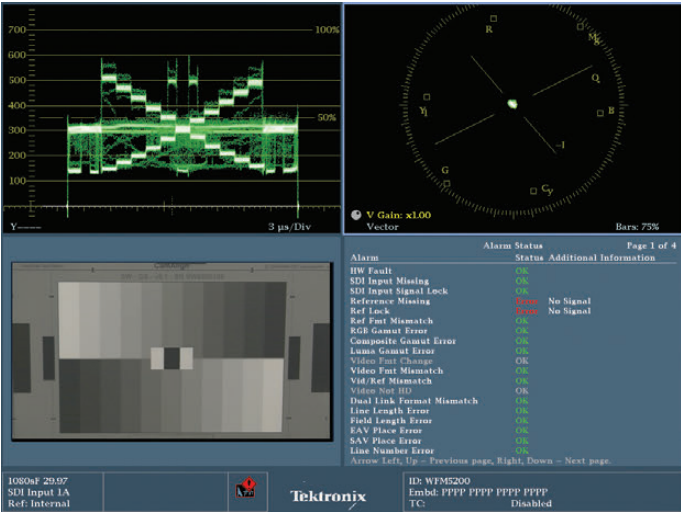 700
600
500
400
300
200
100
100%
50%
Y----
3 µs/Div
R
Mg
Q
B
Yl
-I
G
Cy
V Gain: x1.00
Vector
Bars: 75%
Alarm Status Page 1 of 4
Alarm Status Additional Information
HW Fault OK
SDI Input Missing OK
SDI Input Signal Lock OK
Reference Missing Error No Signal
Ref Lock Error No Signal
Ref Fmt Mismatch OK
RGB Gamut Error OK
Composite Gamut Error OK
Luma Gamut Error OK
Video Fmt Change OK
Video Fmt Mismatch OK
Vid/Ref Mismatch OK
Video Not HD OK
Dual Link Format Mismatch OK
Line Length Error OK
Field Length Error OK
EAV Place Error OK
SAV Place Error OK
Line Number Error OK
Arrow Left, Up – Previous page, Right, Down – Next page.
1080sF 29.97
SDI Input 1A
Ref: Internal
Tektronix
ID: WFM5200
Embd: PPPP PPPP PPPP PPPP
TC: Disabled